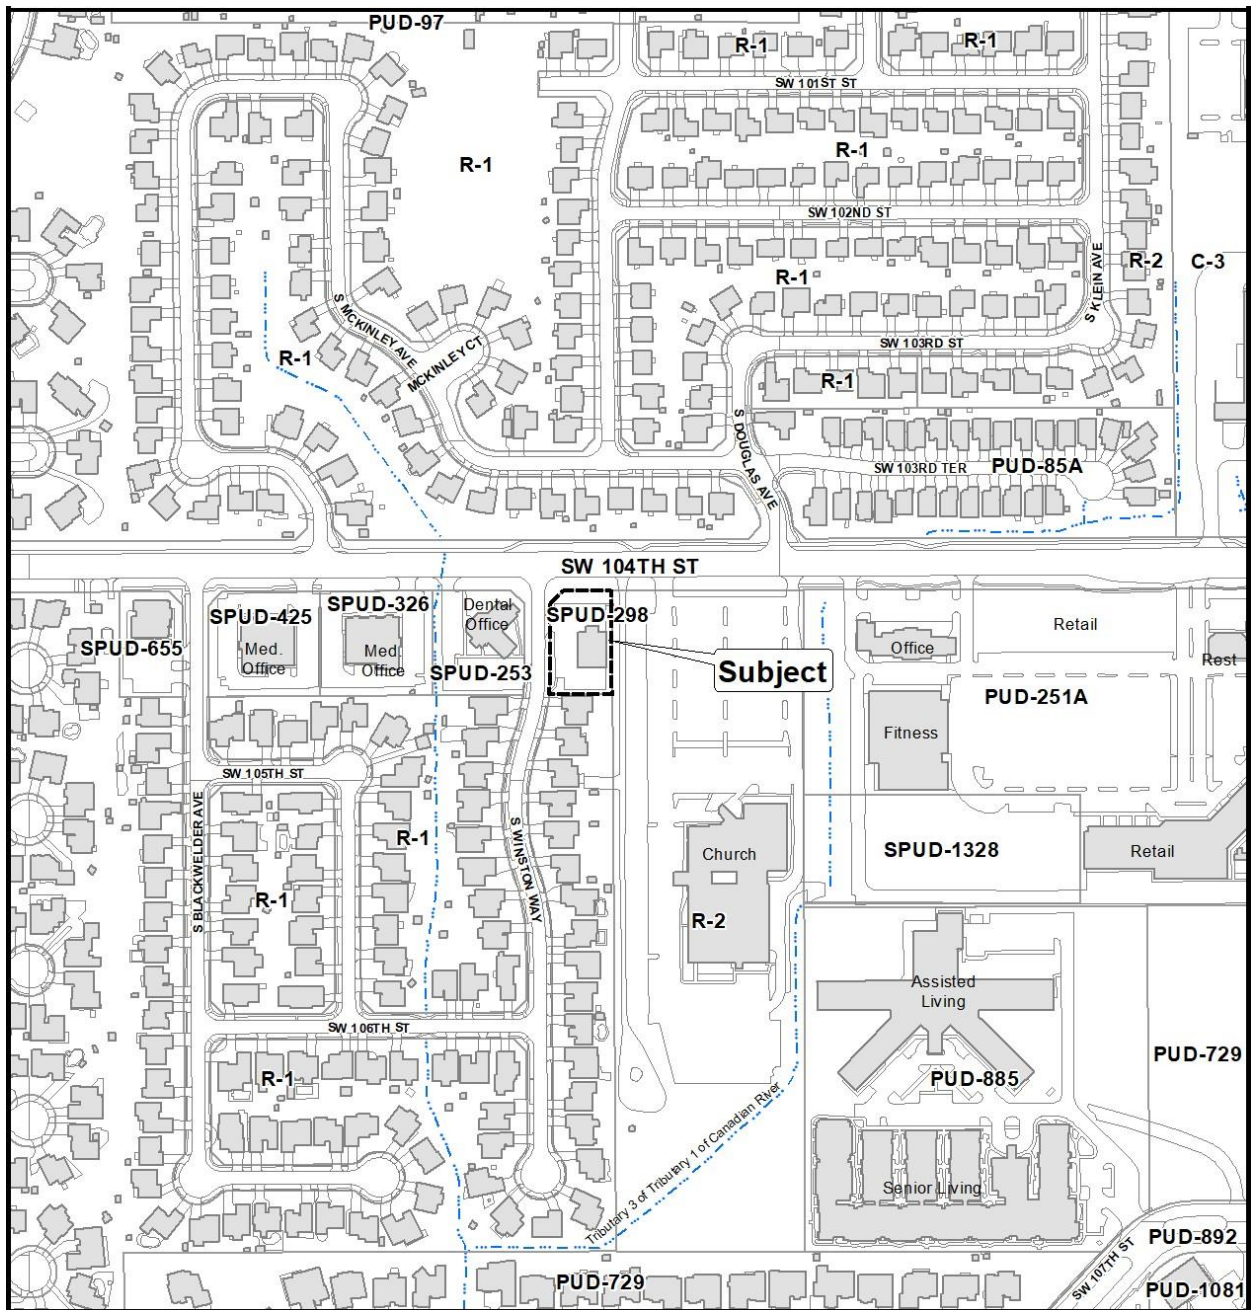 PUD-97
R-1
R-1
SW 101ST ST
R-1
R-1
SW 102ND ST
R-1
S KLEIN AVE
R-2
C-3
S MCKINLEY AVE
MCKINLEY CT
R-1
SW 103RD ST
R-1
S DOUGLAS AVE
SW 103RD TER
PUD-85A
SW 104TH ST
SPUD-655
SPUD-425
Med.
Office
SPUD-326
Med
Office
Dental
Office
SPUD-253
SPUD-298
Subject
Office
Retail
Rest
PUD-251A
Fitness
SW 105TH ST
S BLACKWELDER AVE
R-1
S WINSTON WAY
R-1
Church
R-2
SPUD-1328
Retail
Assisted
Living
SW 106TH ST
R-1
PUD-729
PUD-885
Tributary 3 of Tributary 1 of Canadian River
Senior Living
PUD-729
SW 107TH ST
PUD-892
PUD-1081